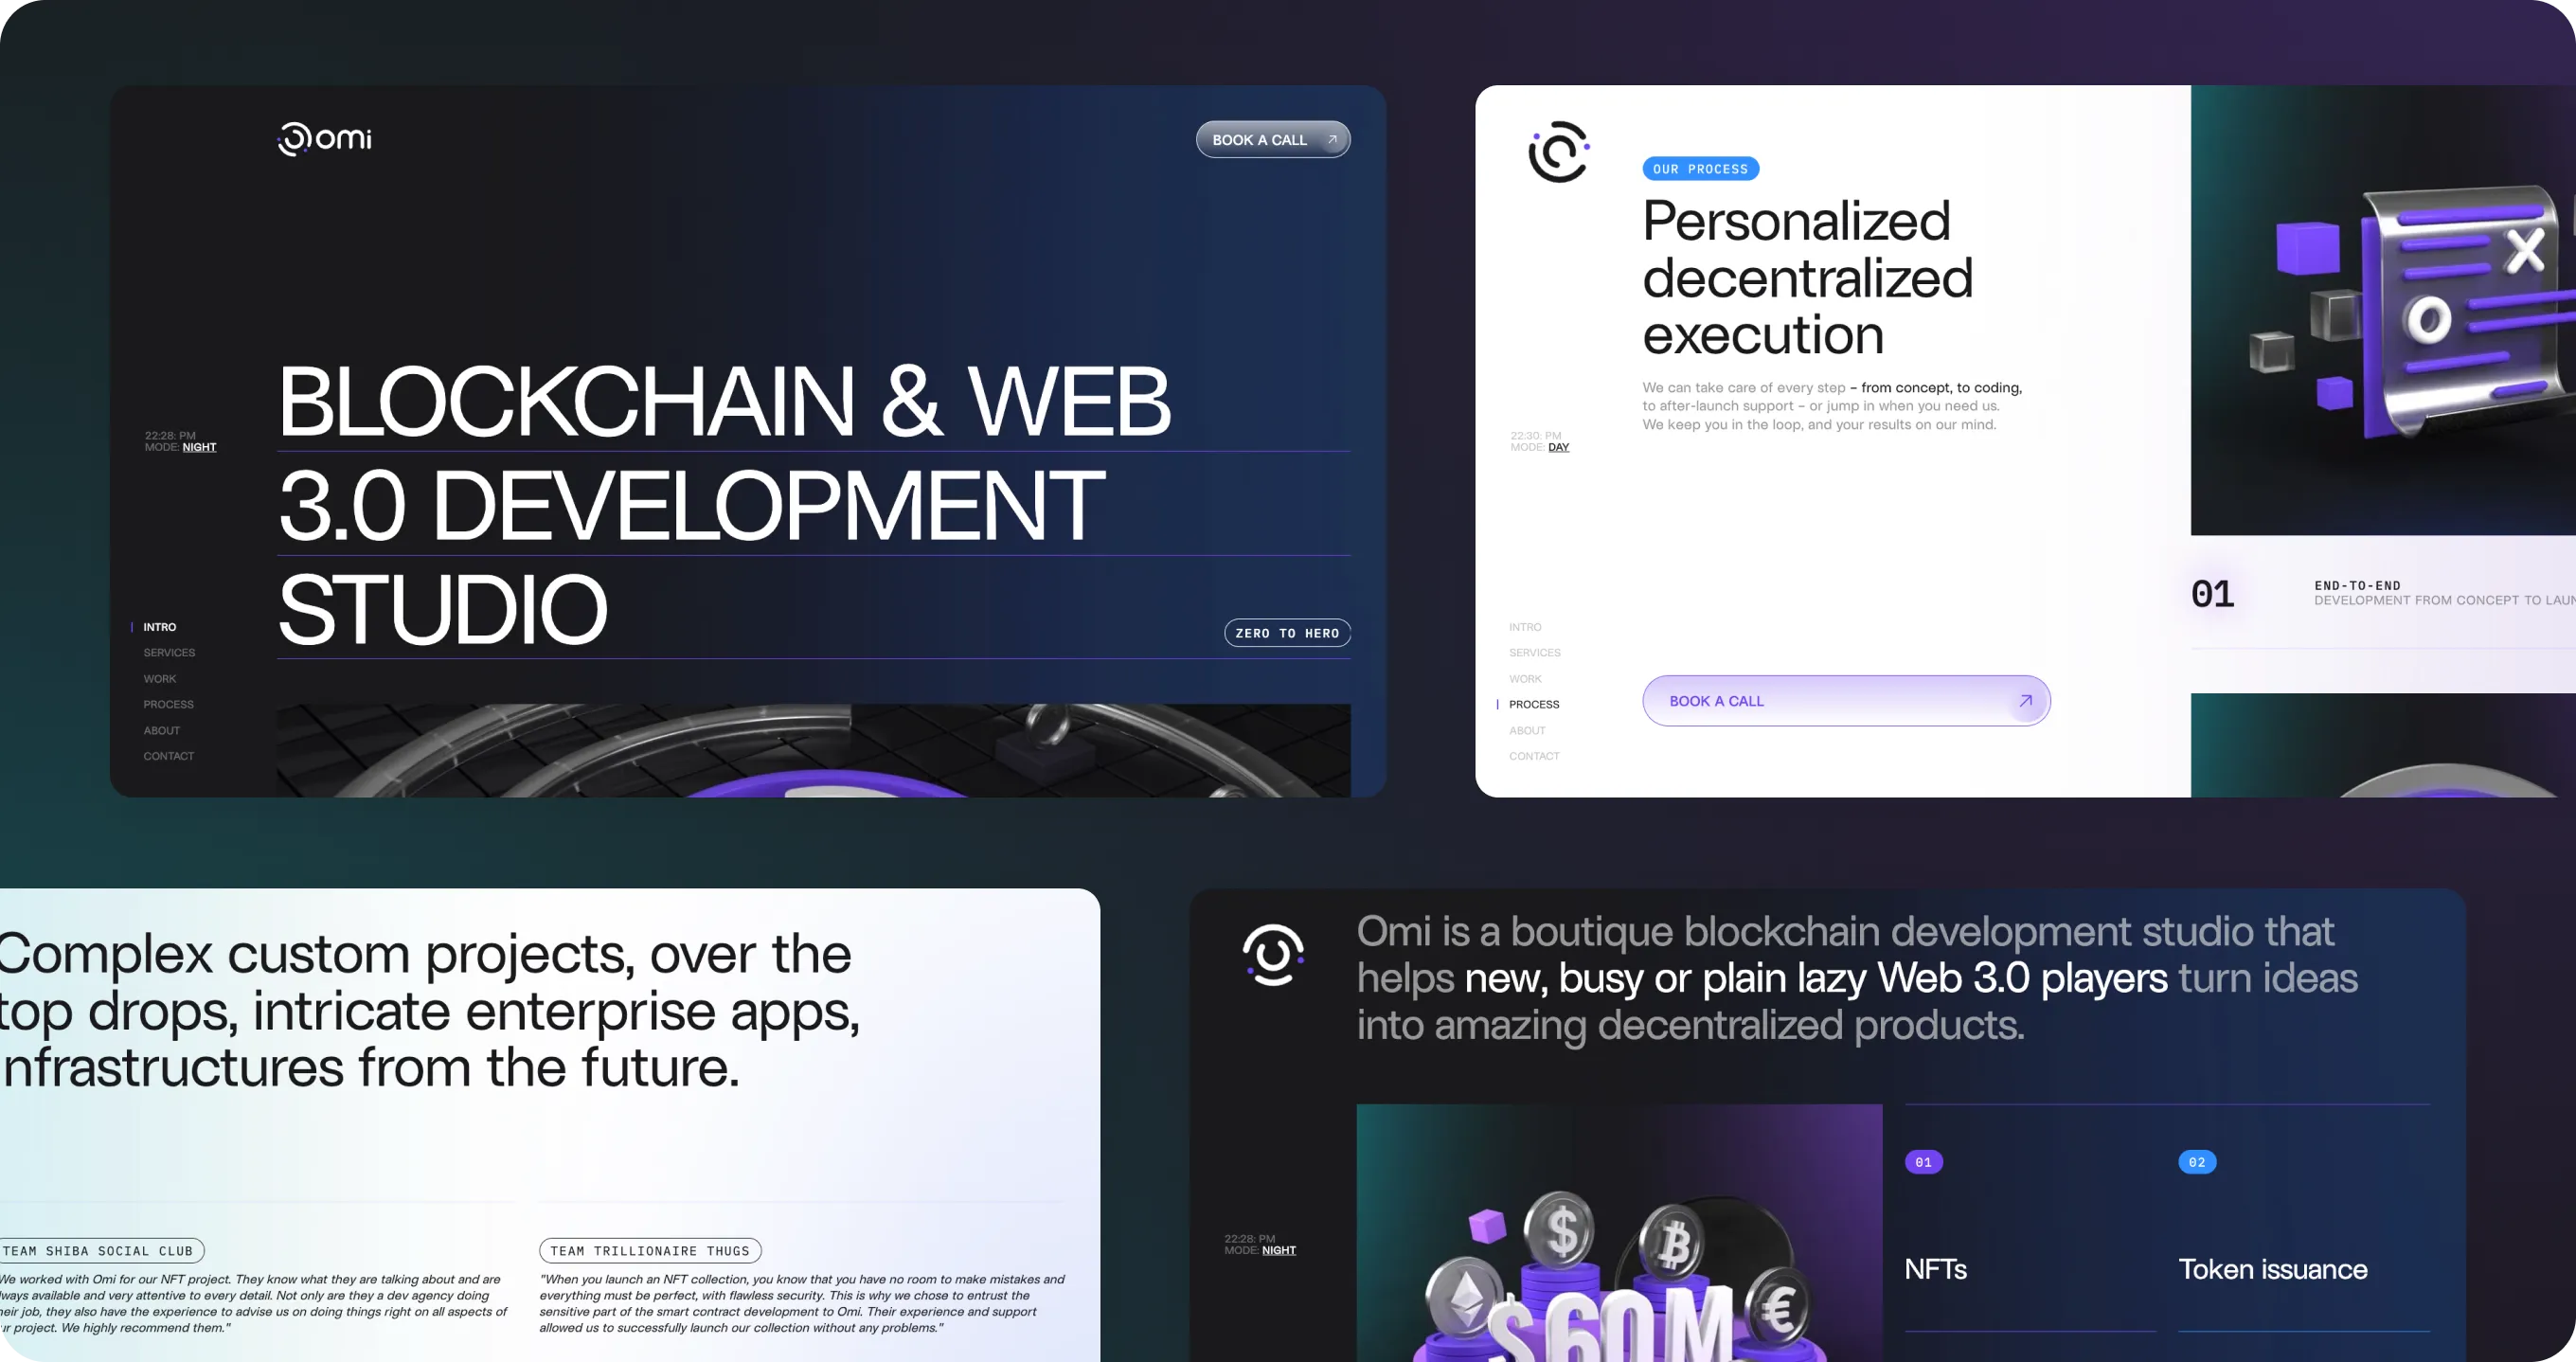 omi
BOOK A CALL
BLOCKCHAIN & WEB
3.0 DEVELOPMENT
STUDIO
ZERO TO HERO
22:28: PM
MODE: NIGHT
INTRO
SERVICES
WORK
PROCESS
ABOUT
CONTACT
OUR PROCESS
Personalized
decentralized
execution
We can take care of every step – from concept, to coding,
to after-launch support – or jump in when you need us.
We keep you in the loop, and your results on our mind.
22:30: PM
MODE: DAY
INTRO
SERVICES
WORK
PROCESS
ABOUT
CONTACT
BOOK A CALL
01
END-TO-END
DEVELOPMENT FROM CONCEPT TO
Complex custom projects, over the
top drops, intricate enterprise apps,
nfrastructures from the future.
TEAM SHIBA SOCIAL CLUB
We worked with Omi for our NFT project. They know what they are talking about and are
ways available and very attentive to every detail. Not only are they a dev agency doing
eir job, they also have the experience to advise us on doing things right on all aspects of
ur project. We highly recommend them."
TEAM TRILLIONAIRE THUGS
"When you launch an NFT collection, you know that you have no room to make mistakes and
everything must be perfect, with flawless security. This is why we chose to entrust the
sensitive part of the smart contract development to Omi. Their experience and support
allowed us to successfully launch our collection without any problems."
Omi is a boutique blockchain development studio that
helps new, busy or plain lazy Web 3.0 players turn ideas
into amazing decentralized products.
22:28: PM
MODE: NIGHT
$60M
01
NFTs
02
Token issuance